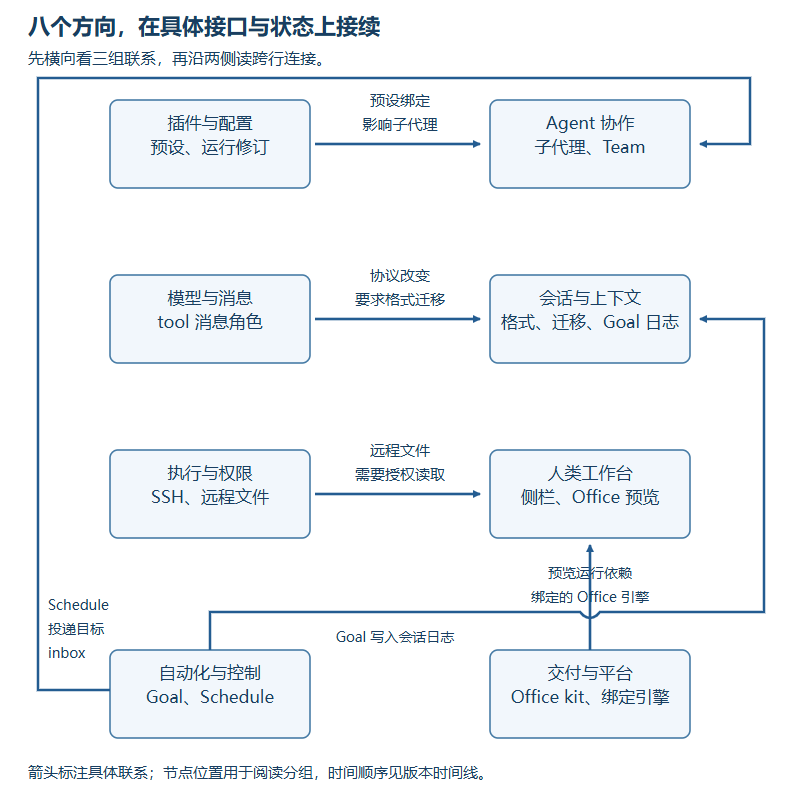 八个方向，在具体接口与状态上接续
先横向看三组联系，再沿两侧读跨行连接。
插件与配置
预设、运行修订
预设绑定
影响子代理
Agent 协作
子代理、Team
模型与消息
tool 消息角色
协议改变
要求格式迁移
会话与上下文
格式、迁移、Goal 日志
执行与权限
SSH、远程文件
远程文件
需要授权读取
人类工作台
侧栏、Office 预览
预览运行依赖
绑定的 Office 引擎
Schedule
投递目标
inbox
Goal 写入会话日志
自动化与控制
Goal、Schedule
交付与平台
Office kit、绑定引擎
箭头标注具体联系；节点位置用于阅读分组，时间顺序见版本时间线。